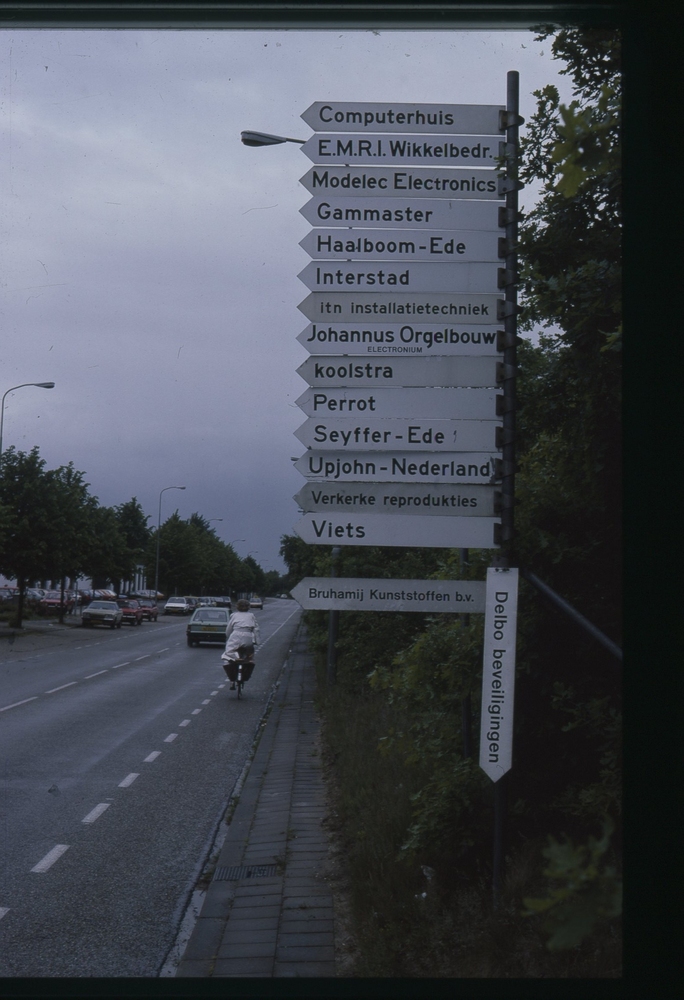 Computerhuis
E.M.R.I. Wikkelbedr.
Modelec Electronics
Gammaster
Haalboom-Ede
Interstad
itn installatietechniek
Johannus Orgelbouw
ELECTRONIUM
koolstra
Perrot
Seyffer-Ede
Upjohn-Nederland
Verkerke reprodukties
Viets
Bruhamij Kunststoffen b.v.
Delbo beveiligingen